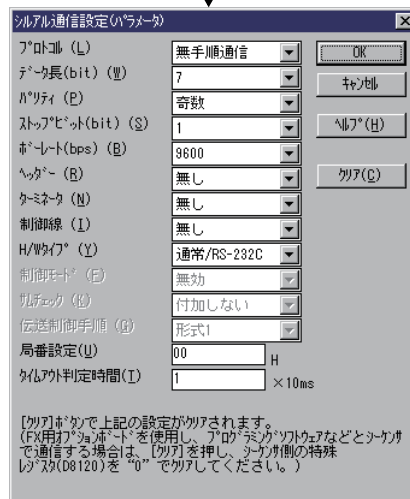 シリアル通信設定(パラメータ)
プロトコル (L) 無手順通信
データ長(bit) (W) 7
パリティ (P) 奇数
ストップビット(bit) (S) 1
ボーレート(bps) (B) 9600
ヘッダー (R) 無し
ターミネータ (N) 無し
制御線 (I) 無し
H/Wタイプ (Y) 通常/RS-232C
制御モード (E) 無効
サムチェック (K) 付加しない
伝送制御手順 (G) 形式1
局番設定(U) 00 H
タイムアウト判定時間(T) 1 ×10ms
OK
キャンセル
ヘルプ(H)
クリア(C)
[クリア]ボタンで上記の設定がクリアされます。
(FX用オプションボードを使用し、プログラミングソフトウェアなどとシーケンサ
で通信する場合は、[クリア]を押し、シーケンサ側の特殊
レジスタ(D8120)を "0" でクリアしてください。)